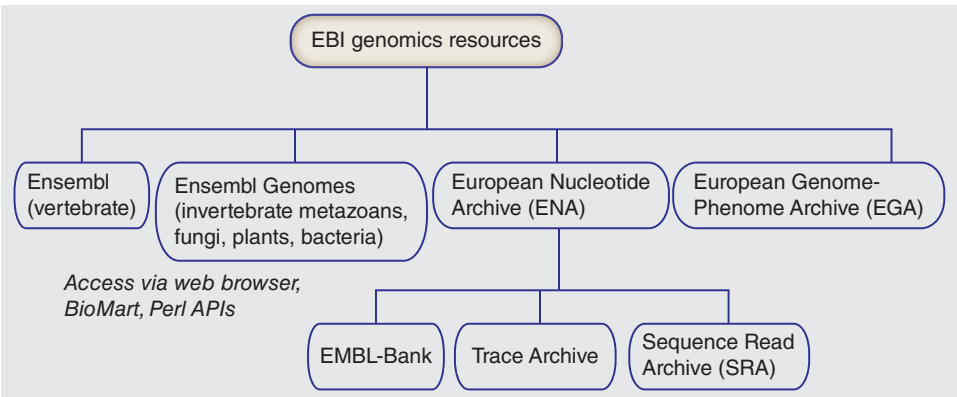 EBI genomics resources
Ensembl
(vertebrate)
Ensembl Genomes
(invertebrate metazoans,
fungi, plants, bacteria)
European Nucleotide
Archive (ENA)
European Genome-
Phenome Archive (EGA)
Access via web browser,
BioMart, Perl APIs
EMBL-Bank
Trace Archive
Sequence Read
Archive (SRA)